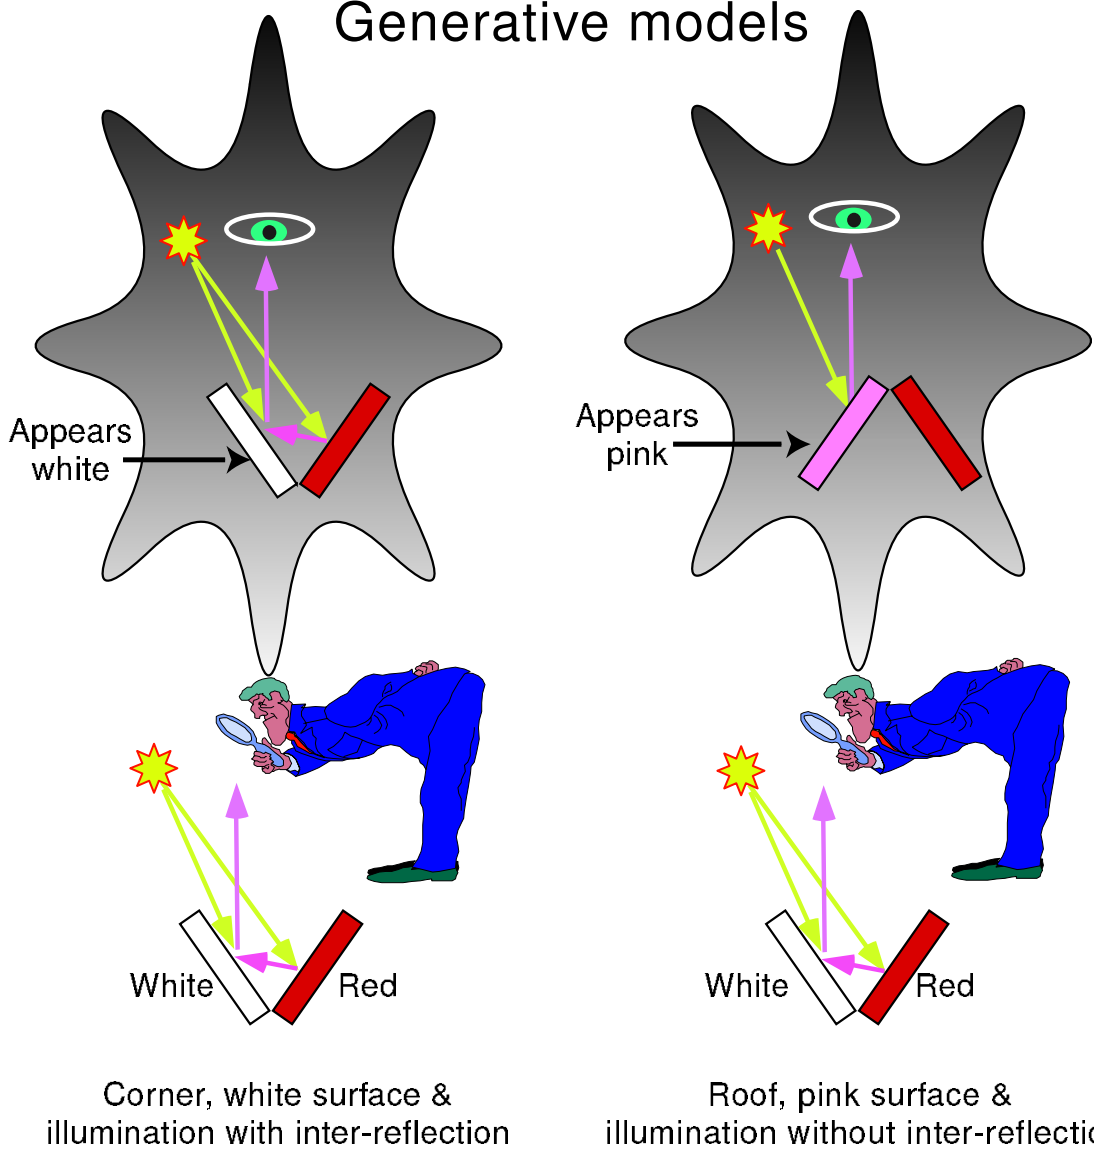 Generative models
Appears
white
Appears
pink
White
Red
White
Red
Corner, white surface &
illumination with inter-reflection
Roof, pink surface &
illumination without inter-reflectio